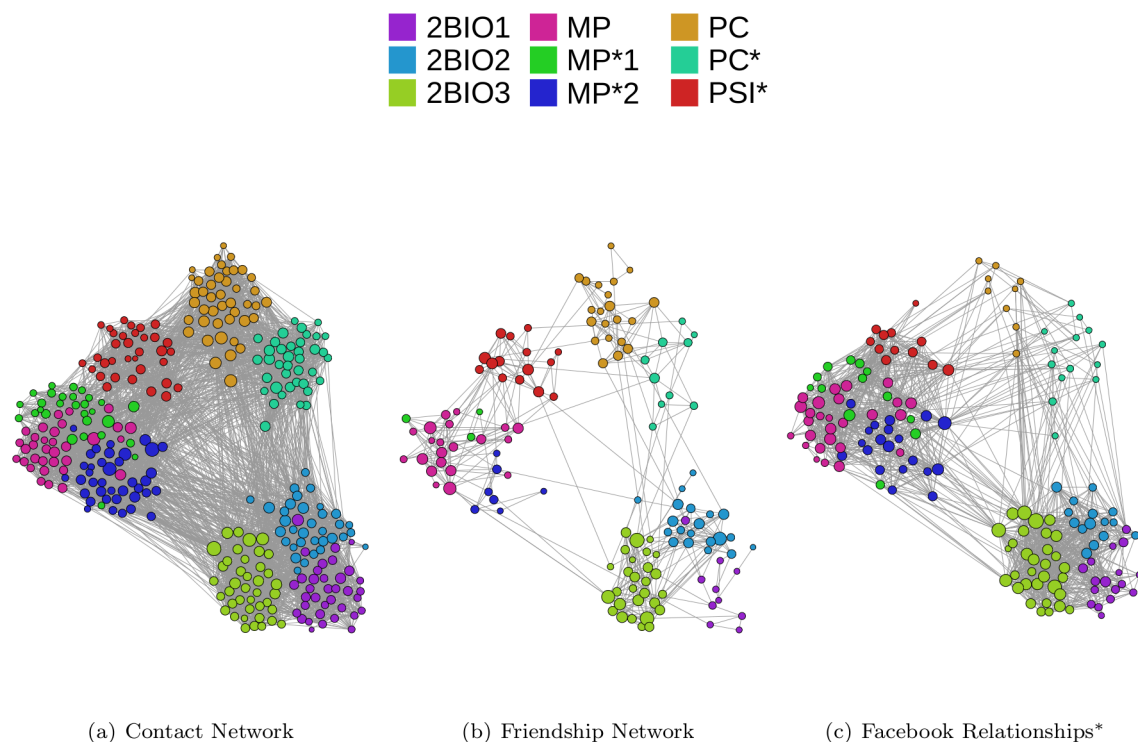 2BIO1 MP PC
2BIO2 MP*1 PC*
2BIO3 MP*2 PSI*
(a) Contact Network
(b) Friendship Network
(c) Facebook Relationships*